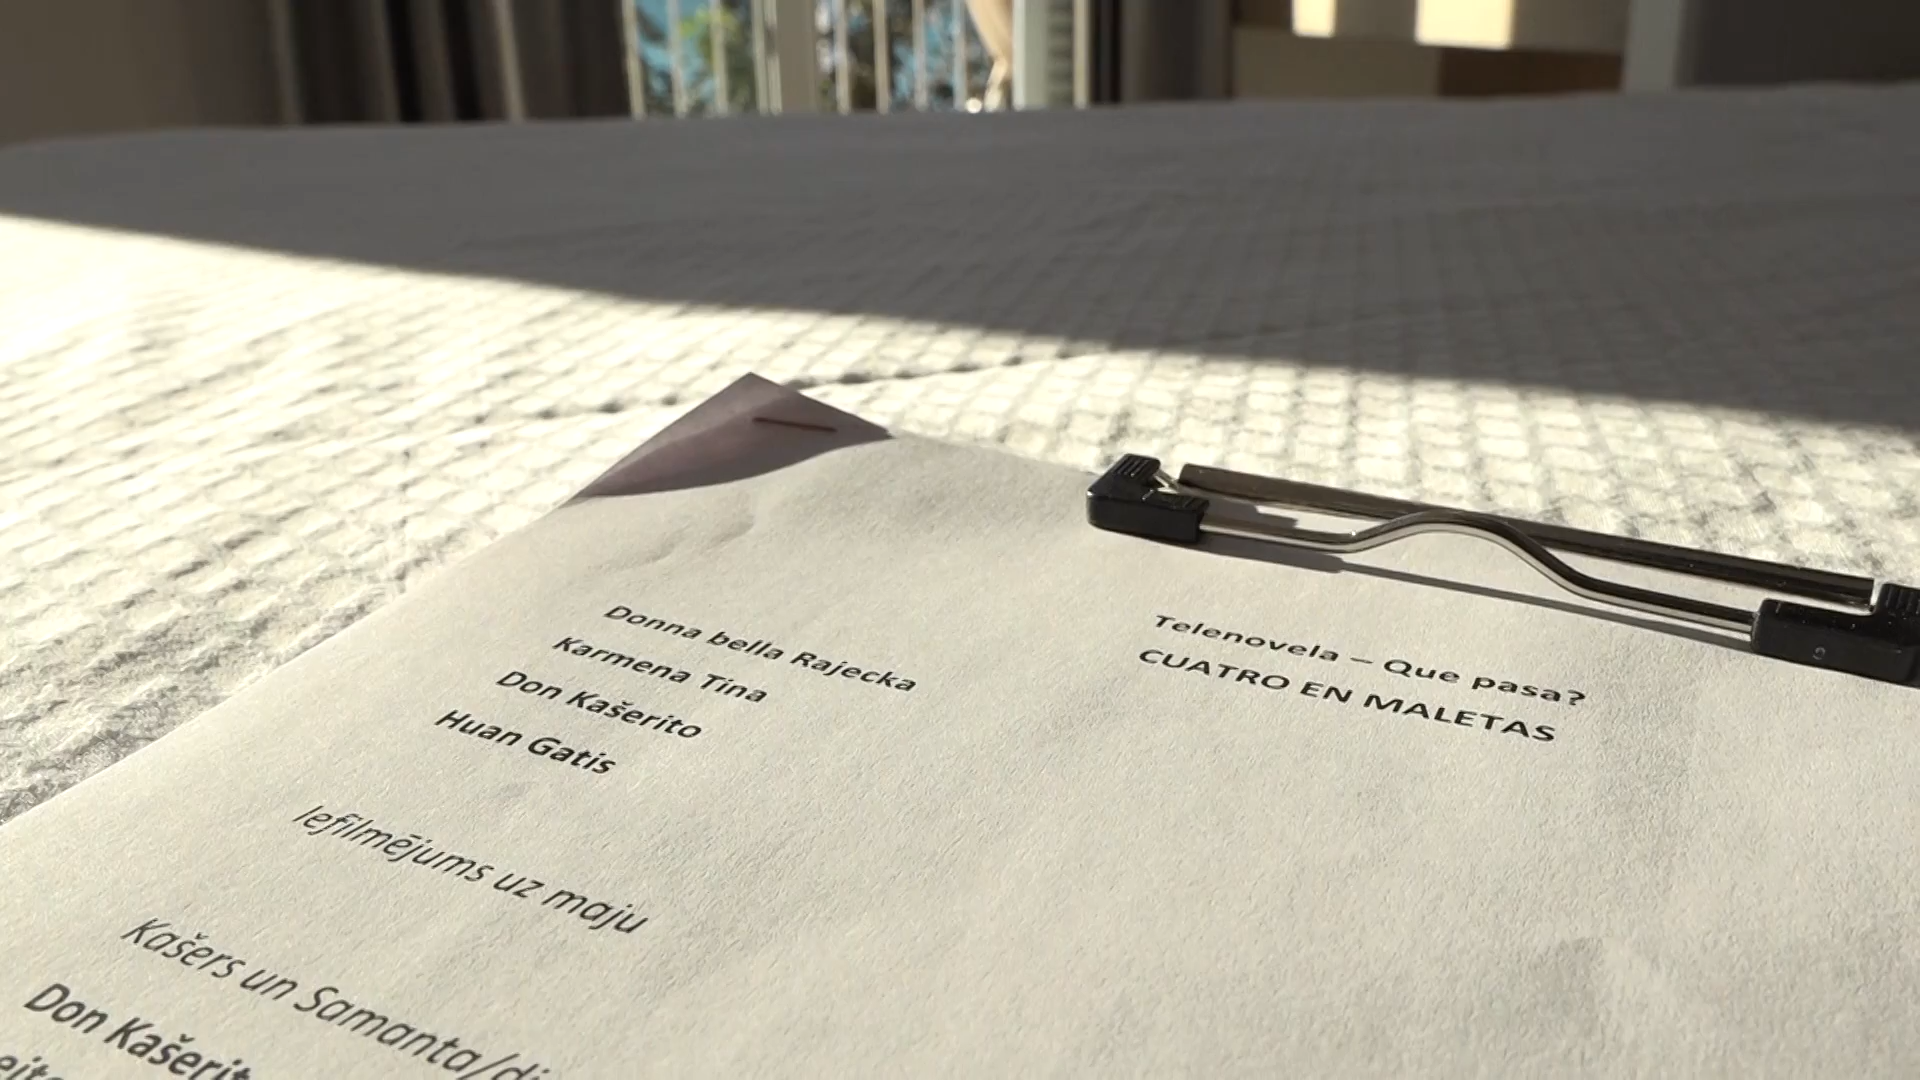 Donna bella Rajecka
Karmena Tina
Don Kašerito
Huan Gatis
Telenovela – Que pasa?
CUATRO EN MALETAS
Iefilmējums uz maju
Kašers un Samanta/di
Don Kašerit